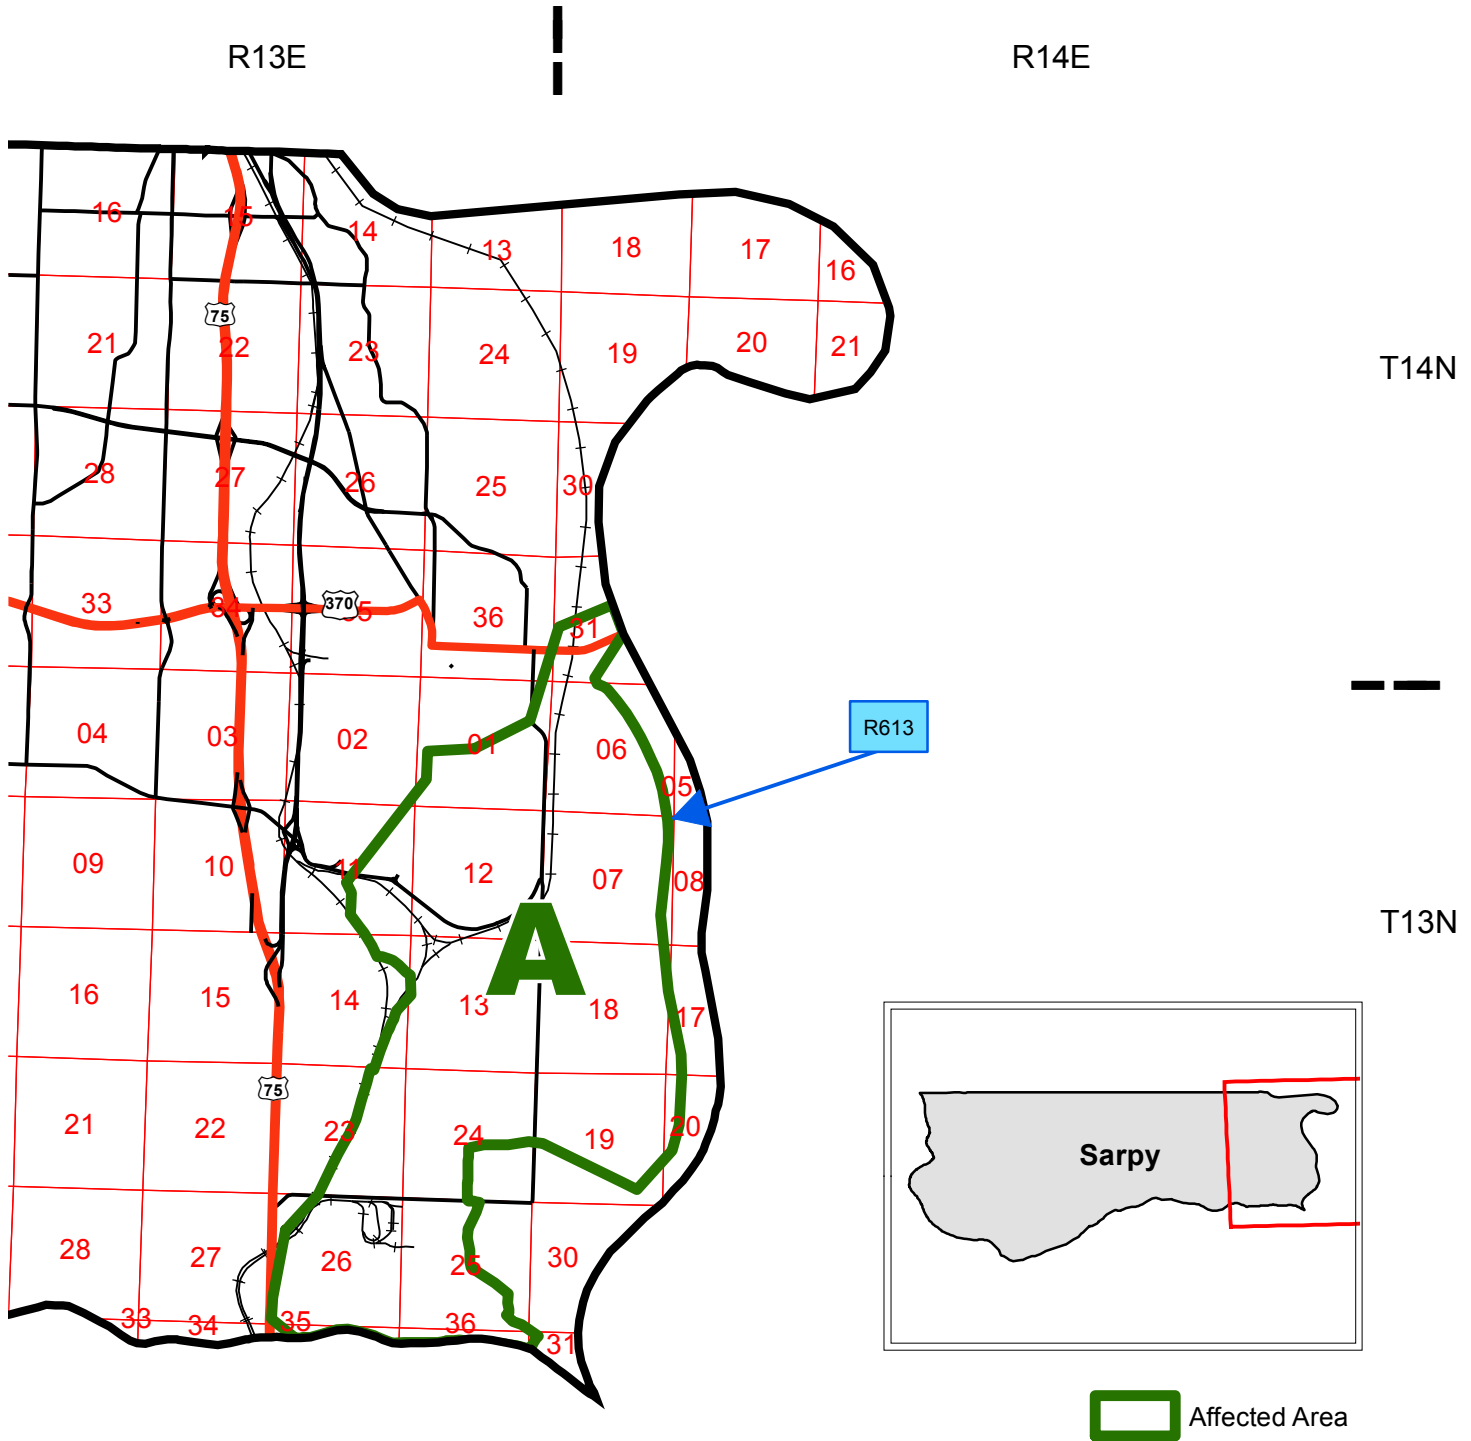 R13E R14E
16 15 14 13 18 17 16
75
21 22 23 24 19 20 21
T14N
28 27 26 25 30
33 34 370 35 36 31
04 03 02 01 06 05
R613
09 10 11 12 07 08
T13N
A
16 15 14 13 18 17
75
21 22 23 24 19 20
Sarpy
28 27 26 25 30
33 34 35 36 31
Affected Area